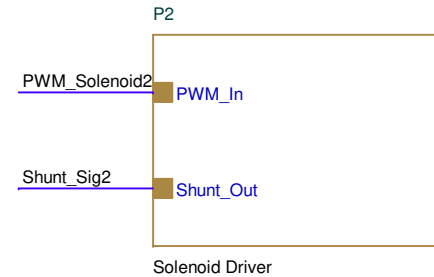 P2
PWM_Solenoid2
PWM_In
Shunt_Sig2
Shunt_Out
Solenoid Driver